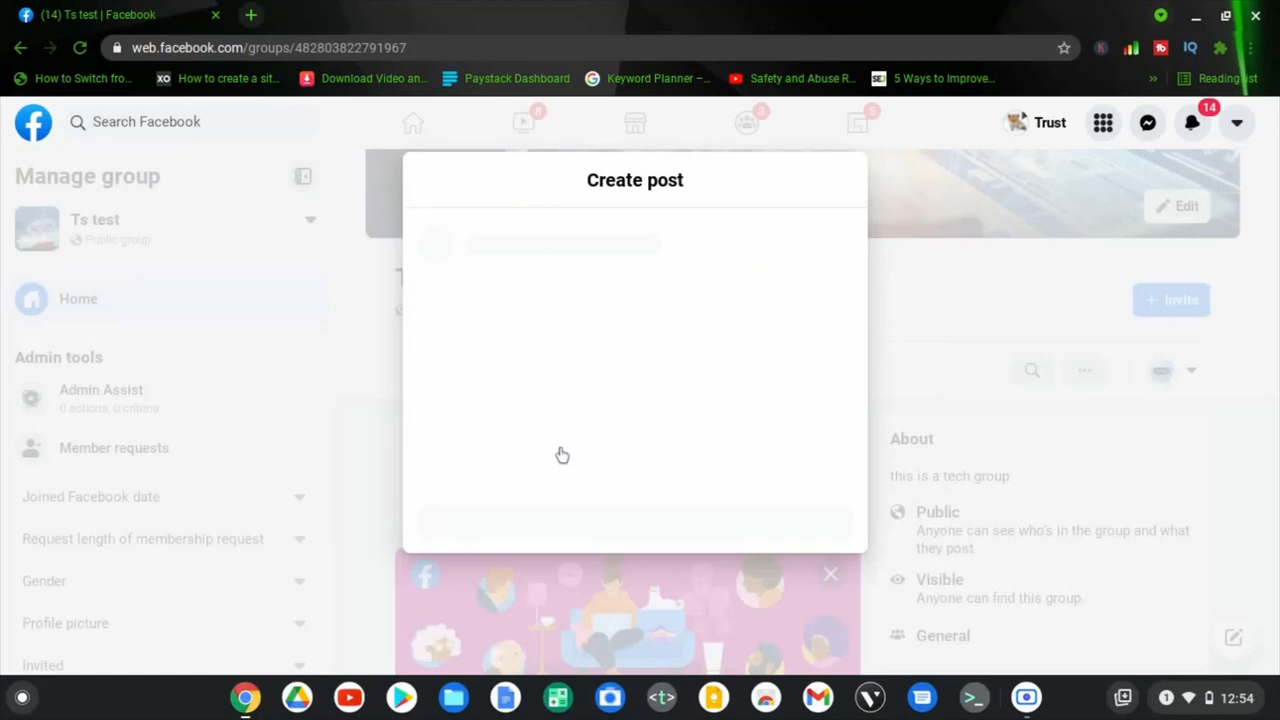 (14) Ts test | Facebook
web.facebook.com/groups/482803822791967
How to Switch fro...
XO
How to create a sit...
Download Video an...
Paystack Dashboard
Keyword Planner –...
Safety and Abuse R...
5 Ways to Improve...
»
Reading list
Search Facebook
8
3
5
Trust
14
Manage group
Ts test
Public group
Home
Admin tools
Admin Assist
0 actions, 0 criteria
Member requests
Joined Facebook date
Request length of membership request
Gender
Profile picture
Invited
Create post
Edit
+ Invite
About
this is a tech group
Public
Anyone can see who's in the group and what
they post.
Visible
Anyone can find this group.
General
1
12:54